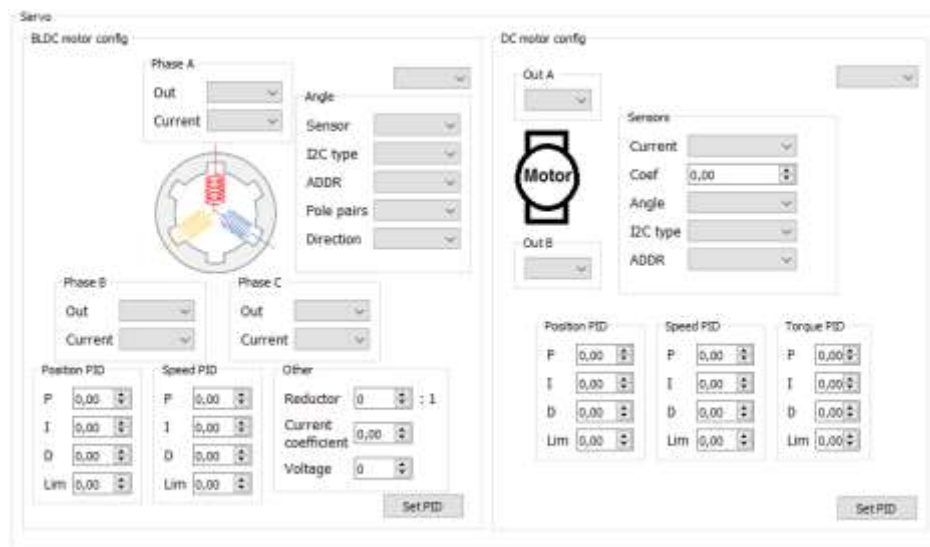 Servo
BLDC motor config
Phase A
Out
Current
Angle
Sensor
I2C type
ADDR
Pole pairs
Direction
Phase B
Out
Current
Phase C
Out
Current
Position PID
P 0,00
I 0,00
D 0,00
Lim 0,00
Speed PID
P 0,00
I 0,00
D 0,00
Lim 0,00
Other
Reductor 0 : 1
Current
coefficient 0,00
Voltage 0
Set PID
DC motor config
Out A
Motor
Out B
Sensors
Current
Coef 0,00
Angle
I2C type
ADDR
Position PID
P 0,00
I 0,00
D 0,00
Lim 0,00
Speed PID
P 0,00
I 0,00
D 0,00
Lim 0,00
Torque PID
P 0,00
I 0,00
D 0,00
Lim 0,00
Set PID